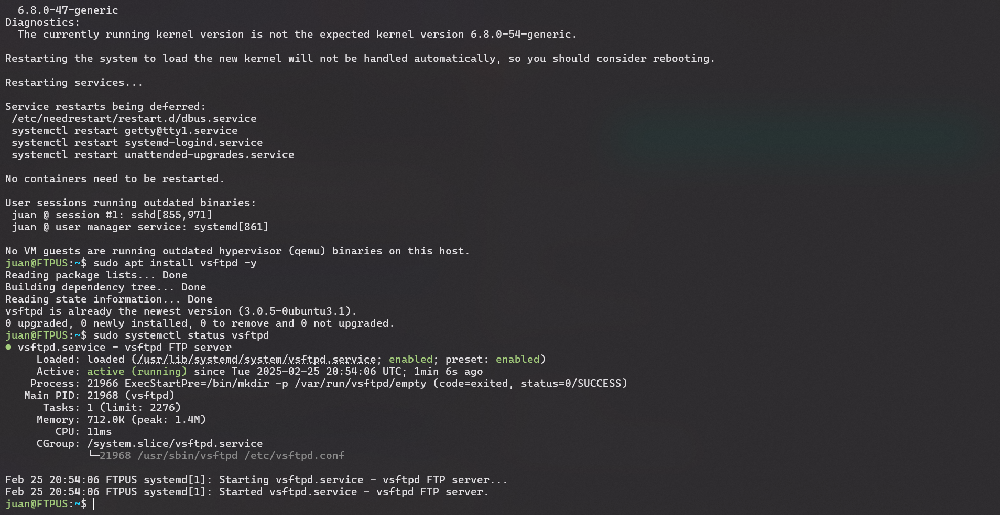 6.8.0-47-generic
Diagnostics:
  The currently running kernel version is not the expected kernel version 6.8.0-54-generic.

Restarting the system to load the new kernel will not be handled automatically, so you should consider rebooting.

Restarting services...

Service restarts being deferred:
 /etc/needrestart/restart.d/dbus.service
 systemctl restart getty@tty1.service
 systemctl restart systemd-logind.service
 systemctl restart unattended-upgrades.service

No containers need to be restarted.

User sessions running outdated binaries:
 juan @ session #1: sshd[855,971]
 juan @ user manager service: systemd[861]

No VM guests are running outdated hypervisor (qemu) binaries on this host.
juan@FTPUS:~$ sudo apt install vsftpd -y
Reading package lists... Done
Building dependency tree... Done
Reading state information... Done
vsftpd is already the newest version (3.0.5-0ubuntu3.1).
0 upgraded, 0 newly installed, 0 to remove and 0 not upgraded.
juan@FTPUS:~$ sudo systemctl status vsftpd
● vsftpd.service - vsftpd FTP server
     Loaded: loaded (/usr/lib/systemd/system/vsftpd.service; enabled; preset: enabled)
     Active: active (running) since Tue 2025-02-25 20:54:06 UTC; 1min 6s ago
    Process: 21966 ExecStartPre=/bin/mkdir -p /var/run/vsftpd/empty (code=exited, status=0/SUCCESS)
   Main PID: 21968 (vsftpd)
      Tasks: 1 (limit: 2276)
     Memory: 712.0K (peak: 1.4M)
        CPU: 11ms
     CGroup: /system.slice/vsftpd.service
             └─21968 /usr/sbin/vsftpd /etc/vsftpd.conf

Feb 25 20:54:06 FTPUS systemd[1]: Starting vsftpd.service - vsftpd FTP server...
Feb 25 20:54:06 FTPUS systemd[1]: Started vsftpd.service - vsftpd FTP server.
juan@FTPUS:~$